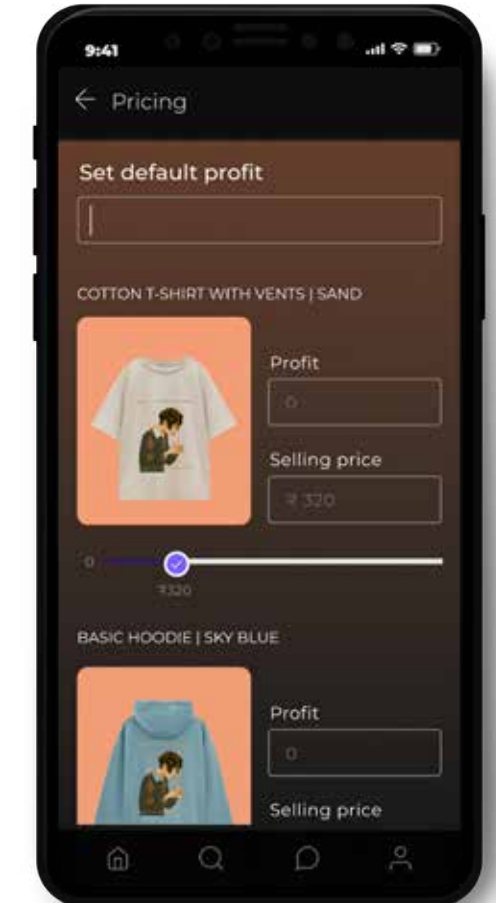 9:41
Pricing
Set default profit
COTTON T-SHIRT WITH VENTS | SAND
Profit
0
Selling price
₹ 320
0
₹320
BASIC HOODIE | SKY BLUE
Profit
0
Selling price